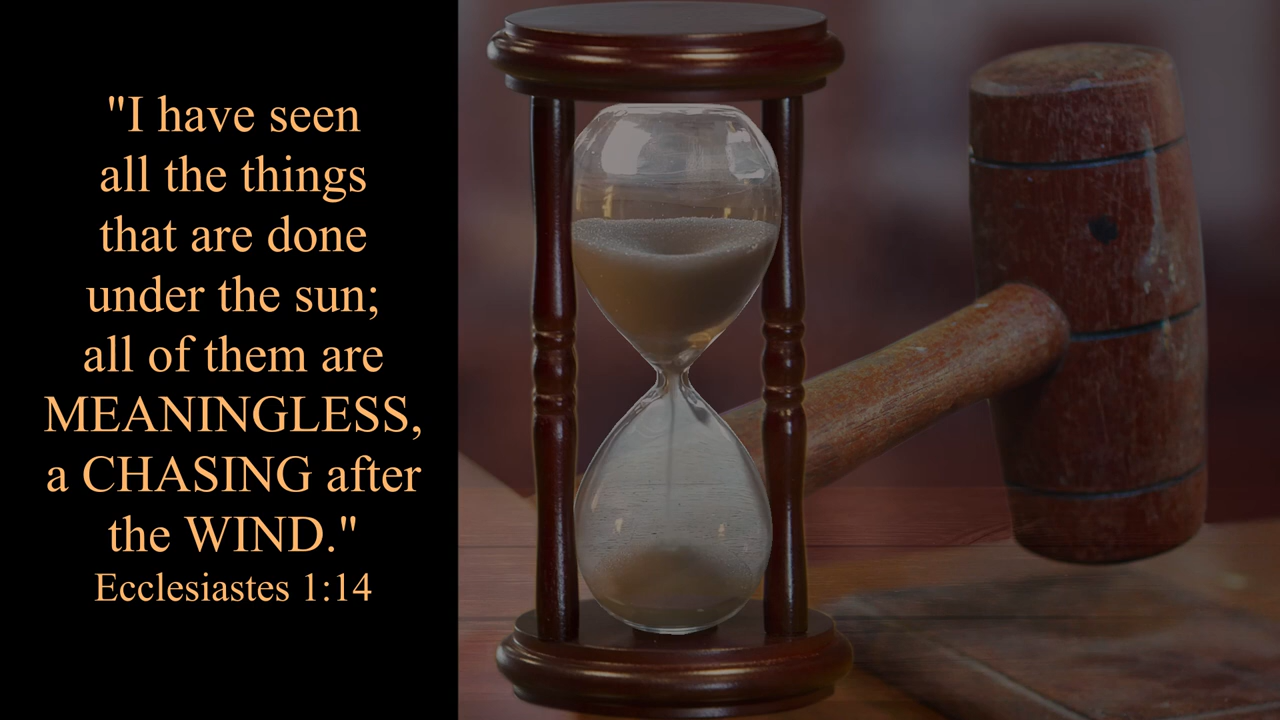 "I have seen
all the things
that are done
under the sun;
all of them are
MEANINGLESS,
a CHASING after
the WIND."
Ecclesiastes 1:14